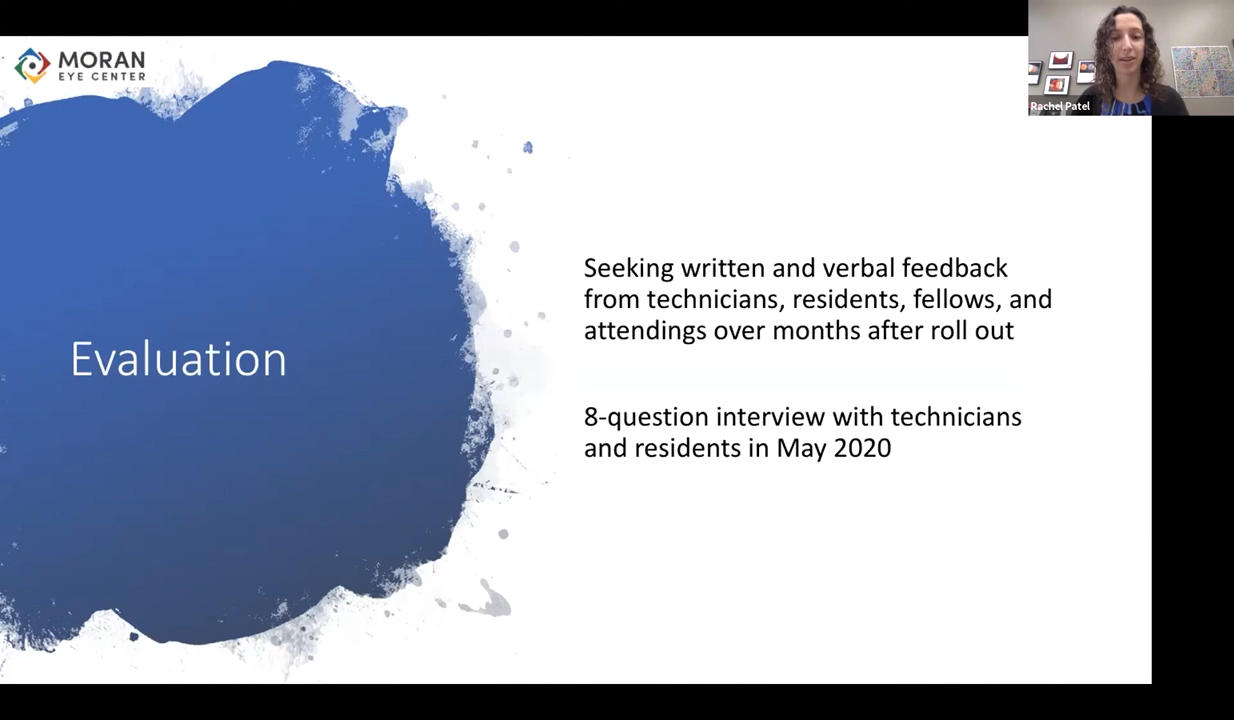 MORAN
EYE CENTER
Rachel Patel
Evaluation
Seeking written and verbal feedback
from technicians, residents, fellows, and
attendings over months after roll out
8-question interview with technicians
and residents in May 2020